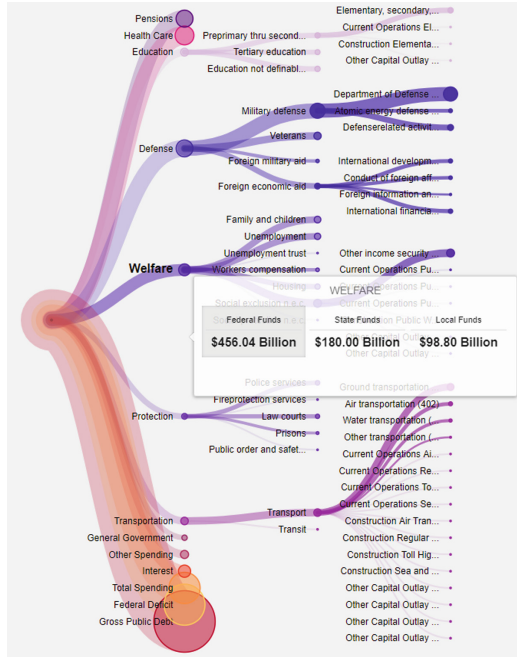 Pensions
Health Care
Education
Elementary, secondary,...
Preprimary thru second...
Current Operations El...
Construction Elementa...
Tertiary education
Other Capital Outlay ...
Education not definabl...
Department of Defense ...
Military defense
Atomic energy defense ...
Defenserelated activit...
Veterans
Defense
Foreign military aid
International developm...
Conduct of foreign aff...
Foreign economic aid
Foreign information an...
International financia...
Family and children
Unemployment
Unemployment trust
Other income security ...
Welfare
Workers compensation
Current Operations Pu...
Housing
Current Operations Pu...
WELFARE
Social exclusion n.e.c.
Current Operations Pu...
Federal Funds
State Funds
Local Funds
$456.04 Billion
$180.00 Billion
$98.80 Billion
Other Capital Outlay ...
Police services
Ground transportation ...
Fireprotection services
Air transportation (402)
Protection
Law courts
Water transportation (...
Prisons
Other transportation (...
Public order and safet...
Current Operations Ai...
Current Operations Re...
Current Operations To...
Current Operations Se...
Transportation
Transport
Construction Air Tran...
Transit
General Government
Construction Regular ...
Other Spending
Construction Toll Hig...
Interest
Construction Sea and ...
Total Spending
Other Capital Outlay ...
Federal Deficit
Other Capital Outlay ...
Gross Public Debt
Other Capital Outlay ...
Other Capital Outlay ...